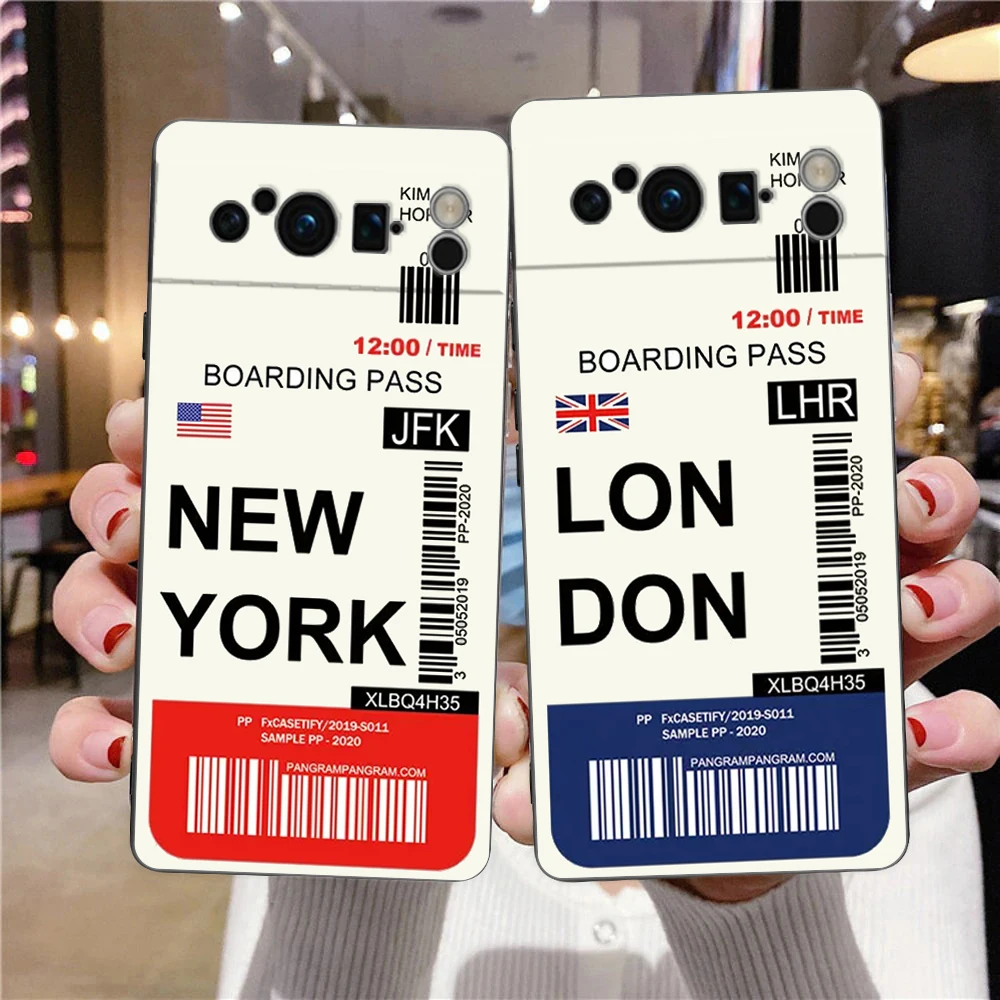 KIM
12:00 / TIME
BOARDING PASS
JFK
NEW
YORK
PP-2020
3 05052019
XLBQ4H35
PP FxCASETIFY/2019-S011
SAMPLE PP - 2020
PANGRAMPANGRAM.COM
KIM
12:00 / TIME
BOARDING PASS
LHR
LON
DON
PP-2020
3 05052019
XLBQ4H35
PP FxCASETIFY/2019-S011
SAMPLE PP - 2020
PANGRAMPANGRAM.COM